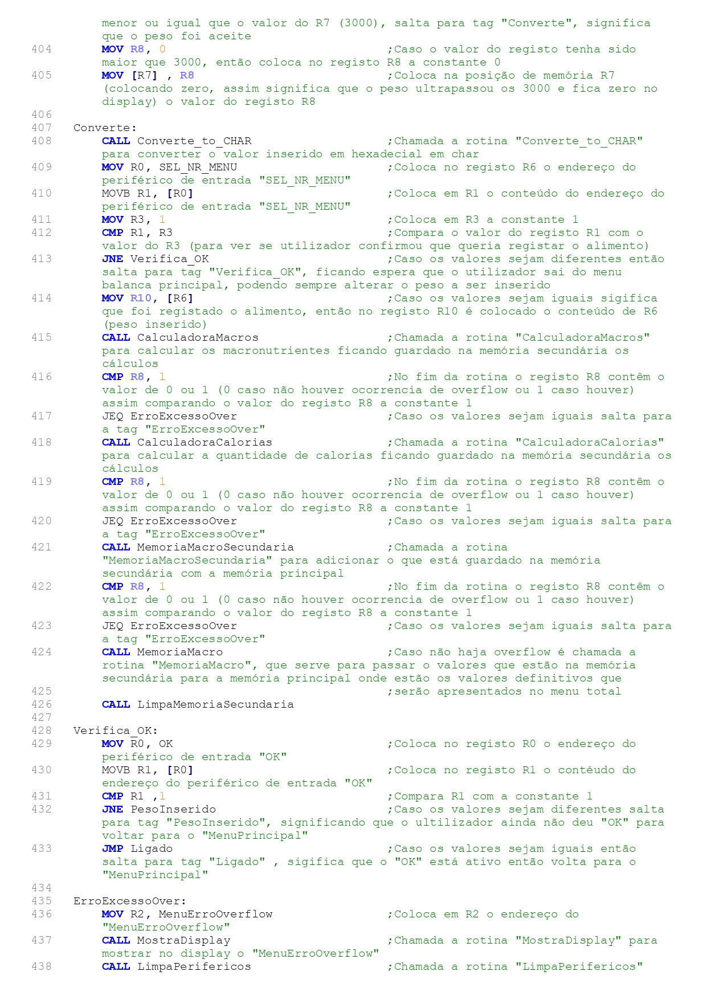 menor ou igual que o valor do R7 (3000), salta para tag "Converte", significa
que o peso foi aceite
404 MOV R8, 0 ;Caso o valor do registo tenha sido
maior que 3000, então coloca no registo R8 a constante 0
405 MOV [R7] , R8 ;Coloca na posição de memória R7
(colocando zero, assim significa que o peso ultrapassou os 3000 e fica zero no
display) o valor do registo R8
406
407 Converte:
408 CALL Converte_to_CHAR ;Chamada a rotina "Converte_to_CHAR"
para converter o valor inserido em hexadecial em char
409 MOV R0, SEL_NR_MENU ;Coloca no registo R6 o endereço do
periférico de entrada "SEL_NR_MENU"
410 MOVB R1, [R0] ;Coloca em R1 o conteúdo do endereço do
periférico de entrada "SEL_NR_MENU"
411 MOV R3, 1 ;Coloca em R3 a constante 1
412 CMP R1, R3 ;Compara o valor do registo R1 com o
valor do R3 (para ver se utilizador confirmou que queria registar o alimento)
413 JNE Verifica_OK ;Caso os valores sejam diferentes então
salta para tag "Verifica_OK", ficando espera que o utilizador sai do menu
balanca principal, podendo sempre alterar o peso a ser inserido
414 MOV R10, [R6] ;Caso os valores sejam iguais sigifica
que foi registado o alimento, então no registo R10 é colocado o conteúdo de R6
(peso inserido)
415 CALL CalculadoraMacros ;Chamada a rotina "CalculadoraMacros"
para calcular os macronutrientes ficando guardado na memória secundária os
cálculos
416 CMP R8, 1 ;No fim da rotina o registo R8 contêm o
valor de 0 ou 1 (0 caso não houver ocorrencia de overflow ou 1 caso houver)
assim comparando o valor do registo R8 a constante 1
417 JEQ ErroExcessoOver ;Caso os valores sejam iguais salta para
a tag "ErroExcessoOver"
418 CALL CalculadoraCalorias ;Chamada a rotina "CalculadoraCalorias"
para calcular a quantidade de calorias ficando guardado na memória secundária os
cálculos
419 CMP R8, 1 ;No fim da rotina o registo R8 contêm o
valor de 0 ou 1 (0 caso não houver ocorrencia de overflow ou 1 caso houver)
assim comparando o valor do registo R8 a constante 1
420 JEQ ErroExcessoOver ;Caso os valores sejam iguais salta para
a tag "ErroExcessoOver"
421 CALL MemoriaMacroSecundaria ;Chamada a rotina
"MemoriaMacroSecundaria" para adicionar o que está guardado na memória
secundária com a memória principal
422 CMP R8, 1 ;No fim da rotina o registo R8 contêm o
valor de 0 ou 1 (0 caso não houver ocorrencia de overflow ou 1 caso houver)
assim comparando o valor do registo R8 a constante 1
423 JEQ ErroExcessoOver ;Caso os valores sejam iguais salta para
a tag "ErroExcessoOver"
424 CALL MemoriaMacro ;Caso não haja overflow é chamada a
rotina "MemoriaMacro", que serve para passar o valores que estão na memória
secundária para a memória principal onde estão os valores definitivos que
425 ;serão apresentados no menu total
426 CALL LimpaMemoriaSecundaria
427
428 Verifica_OK:
429 MOV R0, OK ;Coloca no registo R0 o endereço do
periférico de entrada "OK"
430 MOVB R1, [R0] ;Coloca no registo R1 o contéudo do
endereço do periférico de entrada "OK"
431 CMP R1 ,1 ;Compara R1 com a constante 1
432 JNE PesoInserido ;Caso os valores sejam diferentes salta
para tag "PesoInserido", significando que o ultilizador ainda não deu "OK" para
voltar para o "MenuPrincipal"
433 JMP Ligado ;Caso os valores sejam iguais então
salta para tag "Ligado" , sigifica que o "OK" está ativo então volta para o
"MenuPrincipal"
434
435 ErroExcessoOver:
436 MOV R2, MenuErroOverflow ;Coloca em R2 o endereço do
"MenuErroOverflow"
437 CALL MostraDisplay ;Chamada a rotina "MostraDisplay" para
mostrar no display o "MenuErroOverflow"
438 CALL LimpaPerifericos ;Chamada a rotina "LimpaPerifericos"